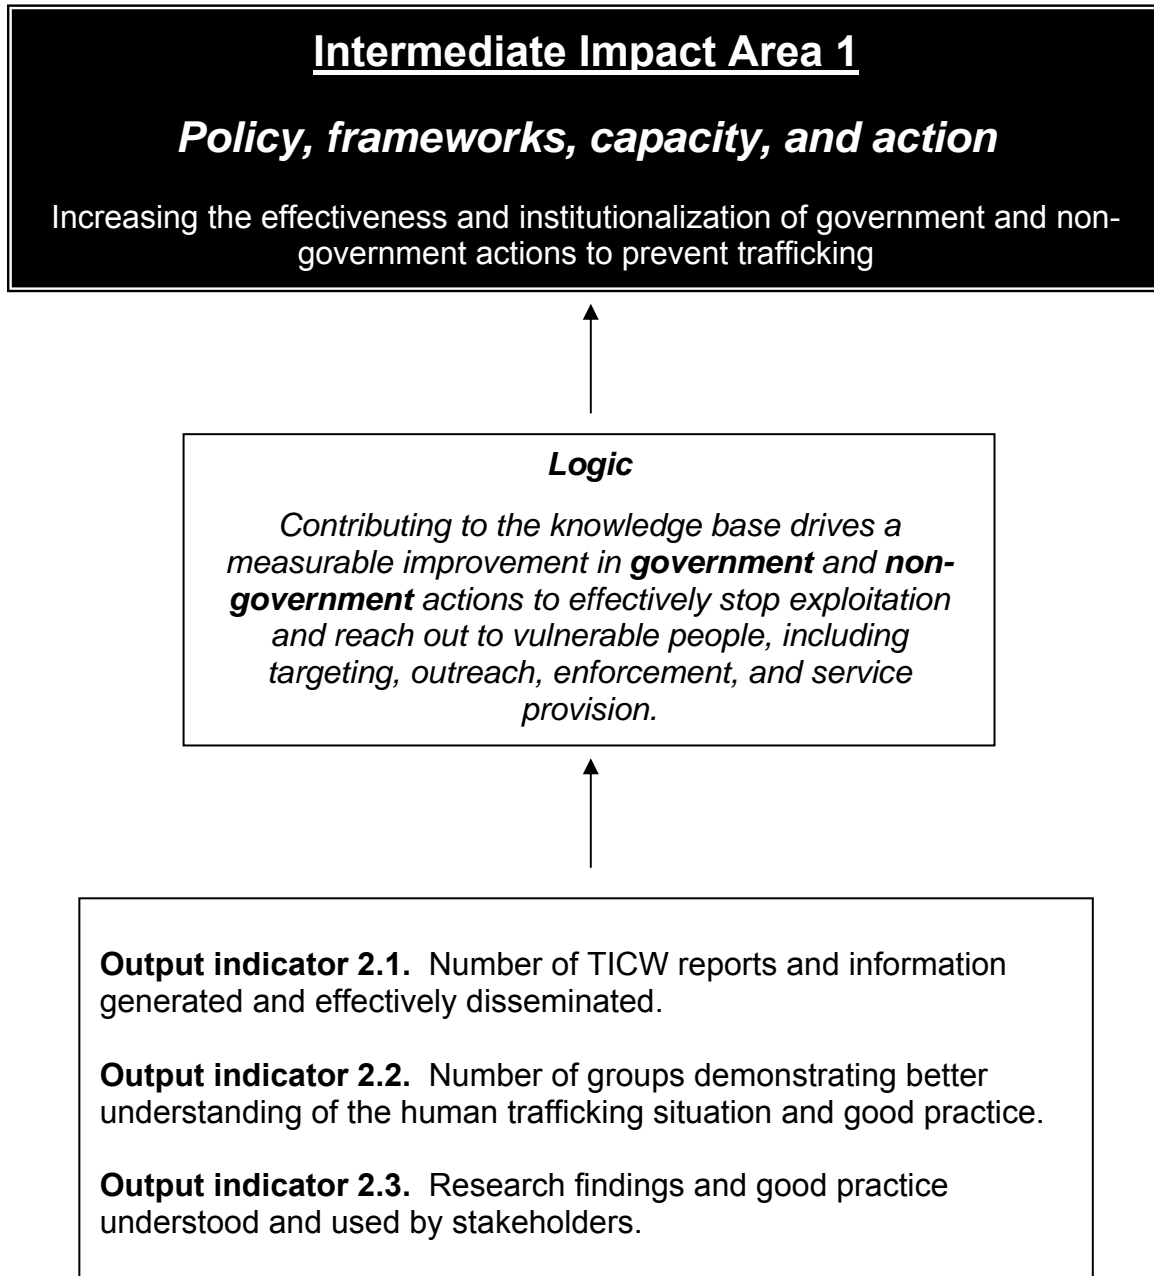 Intermediate Impact Area 1
Policy, frameworks, capacity, and action
Increasing the effectiveness and institutionalization of government and non-
government actions to prevent trafficking
Logic
Contributing to the knowledge base drives a
measurable improvement in government and non-
government actions to effectively stop exploitation
and reach out to vulnerable people, including
targeting, outreach, enforcement, and service
provision.
Output indicator 2.1.  Number of TICW reports and information
generated and effectively disseminated.
Output indicator 2.2.  Number of groups demonstrating better
understanding of the human trafficking situation and good practice.
Output indicator 2.3.  Research findings and good practice
understood and used by stakeholders.